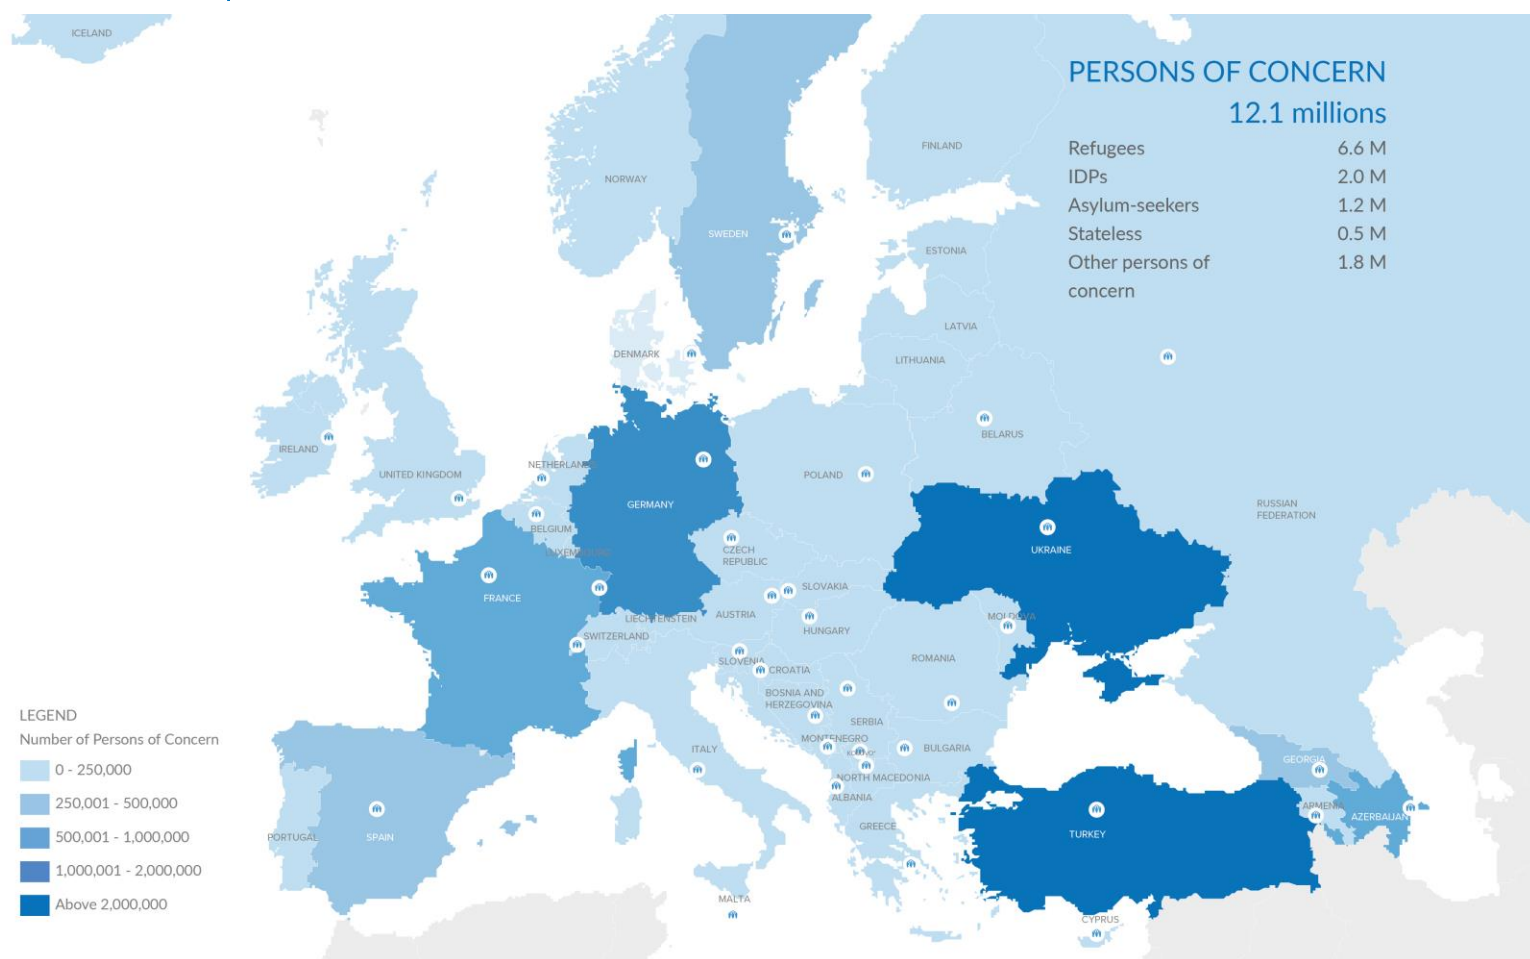 ICELAND
PERSONS OF CONCERN
12.1 millions
Refugees 6.6 M
IDPs 2.0 M
Asylum-seekers 1.2 M
Stateless 0.5 M
Other persons of 1.8 M
concern
FINLAND
NORWAY
SWEDEN
ESTONIA
LATVIA
DENMARK
LITHUANIA
BELARUS
IRELAND
NETHERLANDS
UNITED KINGDOM
POLAND
GERMANY
RUSSIAN
FEDERATION
BELGIUM
UKRAINE
LUXEMBOURG
CZECH
REPUBLIC
SLOVAKIA
FRANCE
AUSTRIA
LIECHTENSTEIN
MOLDOVA
HUNGARY
SWITZERLAND
ROMANIA
SLOVENIA
CROATIA
BOSNIA AND
HERZEGOVINA
SERBIA
MONTENEGRO
ITALY
BULGARIA
GEORGIA
NORTH MACEDONIA
ALBANIA
ARMENIA
AZERBAIJAN
GREECE
TURKEY
PORTUGAL
SPAIN
MALTA
CYPRUS
LEGEND
Number of Persons of Concern
0 - 250,000
250,001 - 500,000
500,001 - 1,000,000
1,000,001 - 2,000,000
Above 2,000,000